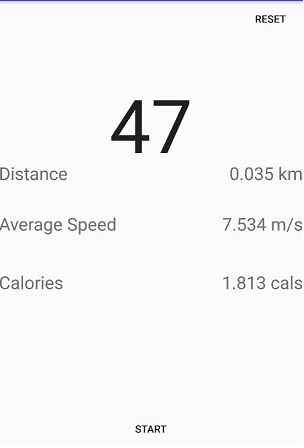 RESET
47
Distance 0.035 km
Average Speed 7.534 m/s
Calories 1.813 cals
START